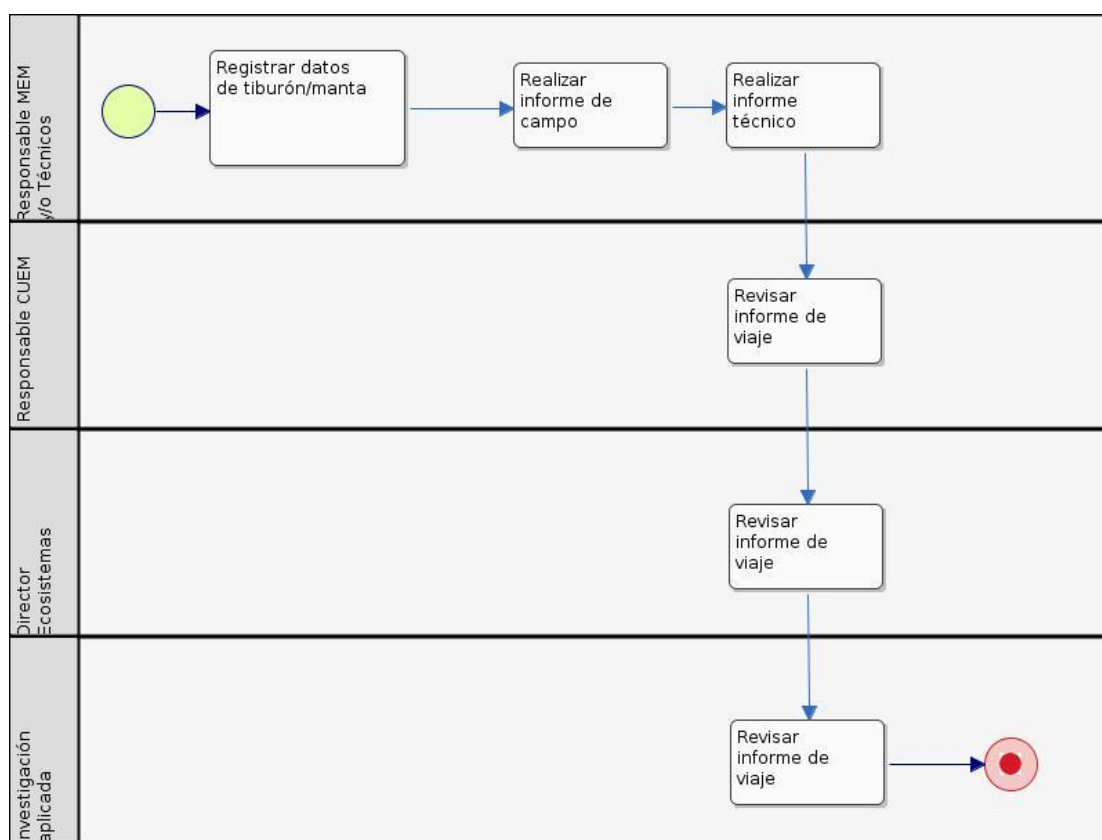 Responsable MEM
y/o Técnicos
Registrar datos
de tiburón/manta
Realizar
informe de
campo
Realizar
informe
técnico
Responsable CUEM
Revisar
informe de
viaje
Director
Ecosistemas
Revisar
informe de
viaje
Investigación
aplicada
Revisar
informe de
viaje